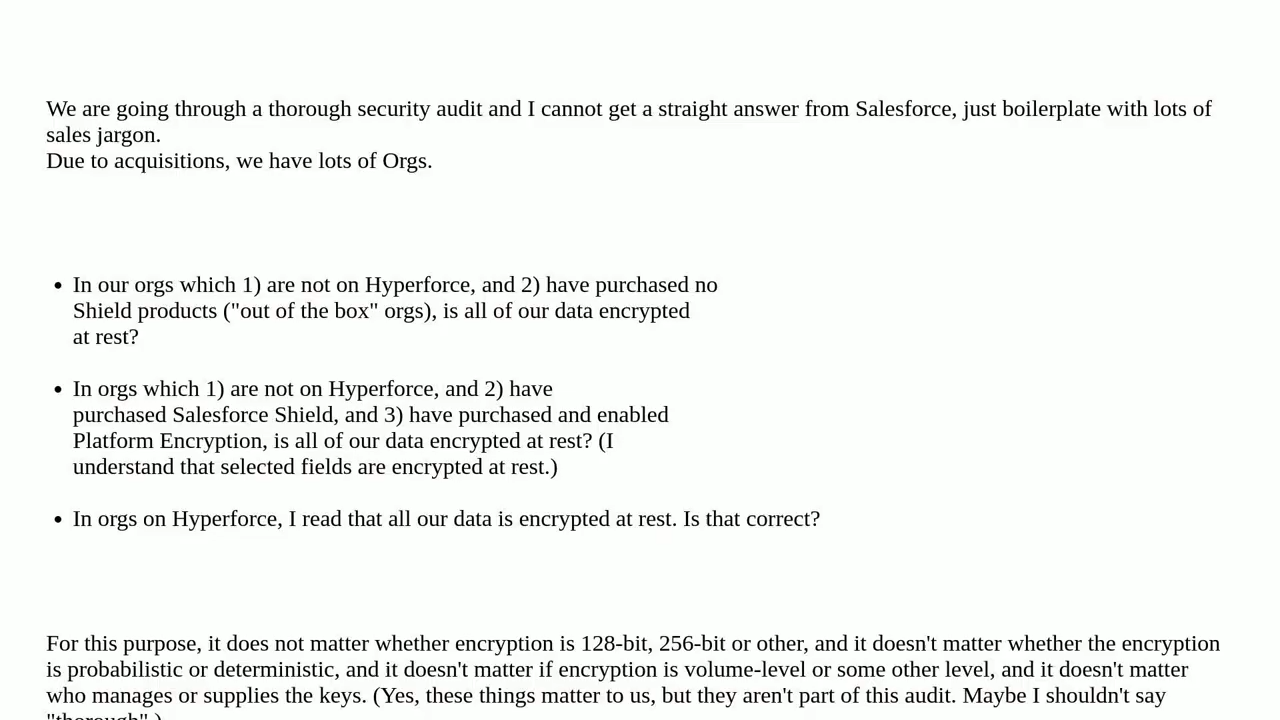 We are going through a thorough security audit and I cannot get a straight answer from Salesforce, just boilerplate with lots of
sales jargon.
Due to acquisitions, we have lots of Orgs.
• In our orgs which 1) are not on Hyperforce, and 2) have purchased no
Shield products ("out of the box" orgs), is all of our data encrypted
at rest?
• In orgs which 1) are not on Hyperforce, and 2) have
purchased Salesforce Shield, and 3) have purchased and enabled
Platform Encryption, is all of our data encrypted at rest? (I
understand that selected fields are encrypted at rest.)
• In orgs on Hyperforce, I read that all our data is encrypted at rest. Is that correct?
For this purpose, it does not matter whether encryption is 128-bit, 256-bit or other, and it doesn't matter whether the encryption
is probabilistic or deterministic, and it doesn't matter if encryption is volume-level or some other level, and it doesn't matter
who manages or supplies the keys. (Yes, these things matter to us, but they aren't part of this audit. Maybe I shouldn't say
"thorough".)